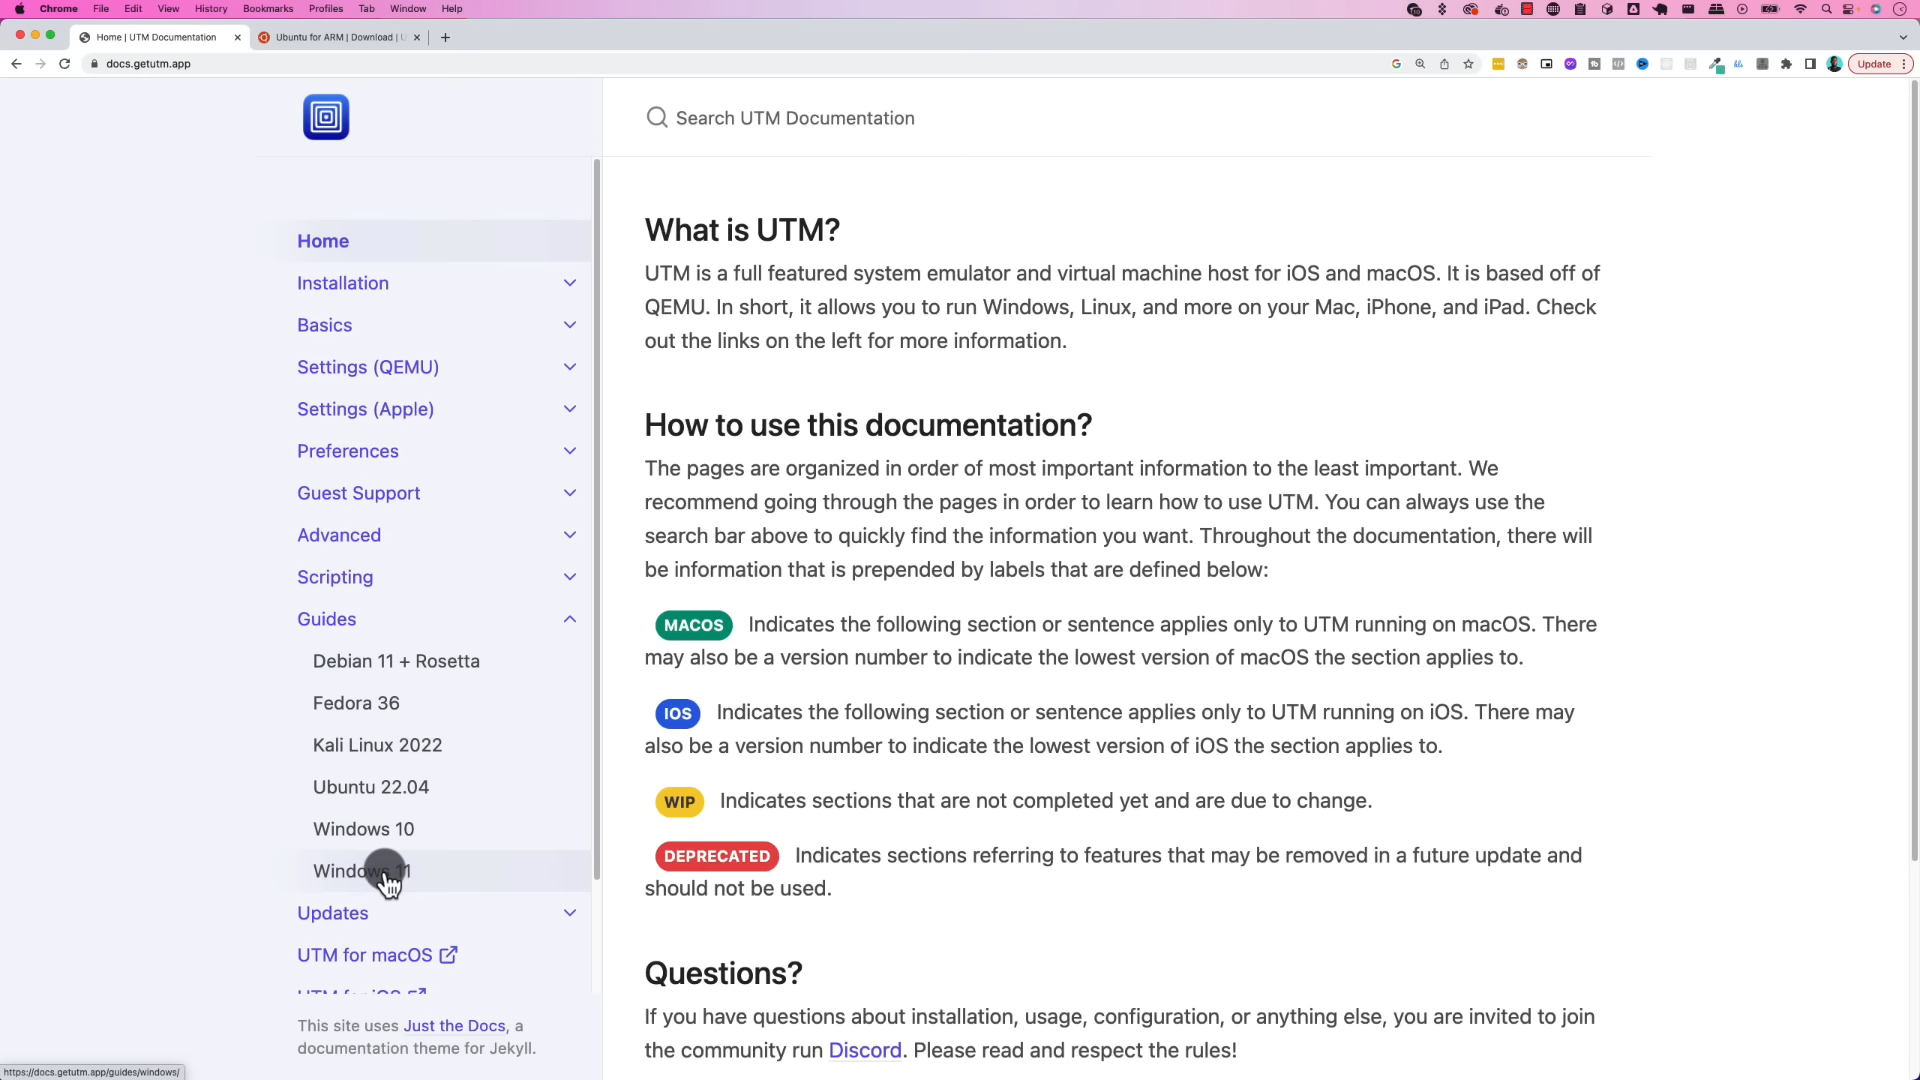 Chrome File Edit View History Bookmarks Profiles Tab Window Help
Home | UTM Documentation
Ubuntu for ARM | Download |
docs.getutm.app
Update
Search UTM Documentation
Home
Installation
Basics
Settings (QEMU)
Settings (Apple)
Preferences
Guest Support
Advanced
Scripting
Guides
Debian 11 + Rosetta
Fedora 36
Kali Linux 2022
Ubuntu 22.04
Windows 10
Windows 11
Updates
UTM for macOS
UTM for iOS
This site uses Just the Docs, a
documentation theme for Jekyll.
https://docs.getutm.app/guides/windows/
What is UTM?
UTM is a full featured system emulator and virtual machine host for iOS and macOS. It is based off of
QEMU. In short, it allows you to run Windows, Linux, and more on your Mac, iPhone, and iPad. Check
out the links on the left for more information.
How to use this documentation?
The pages are organized in order of most important information to the least important. We
recommend going through the pages in order to learn how to use UTM. You can always use the
search bar above to quickly find the information you want. Throughout the documentation, there will
be information that is prepended by labels that are defined below:
MACOS Indicates the following section or sentence applies only to UTM running on macOS. There
may also be a version number to indicate the lowest version of macOS the section applies to.
IOS Indicates the following section or sentence applies only to UTM running on iOS. There may
also be a version number to indicate the lowest version of iOS the section applies to.
WIP Indicates sections that are not completed yet and are due to change.
DEPRECATED Indicates sections referring to features that may be removed in a future update and
should not be used.
Questions?
If you have questions about installation, usage, configuration, or anything else, you are invited to join
the community run Discord. Please read and respect the rules!